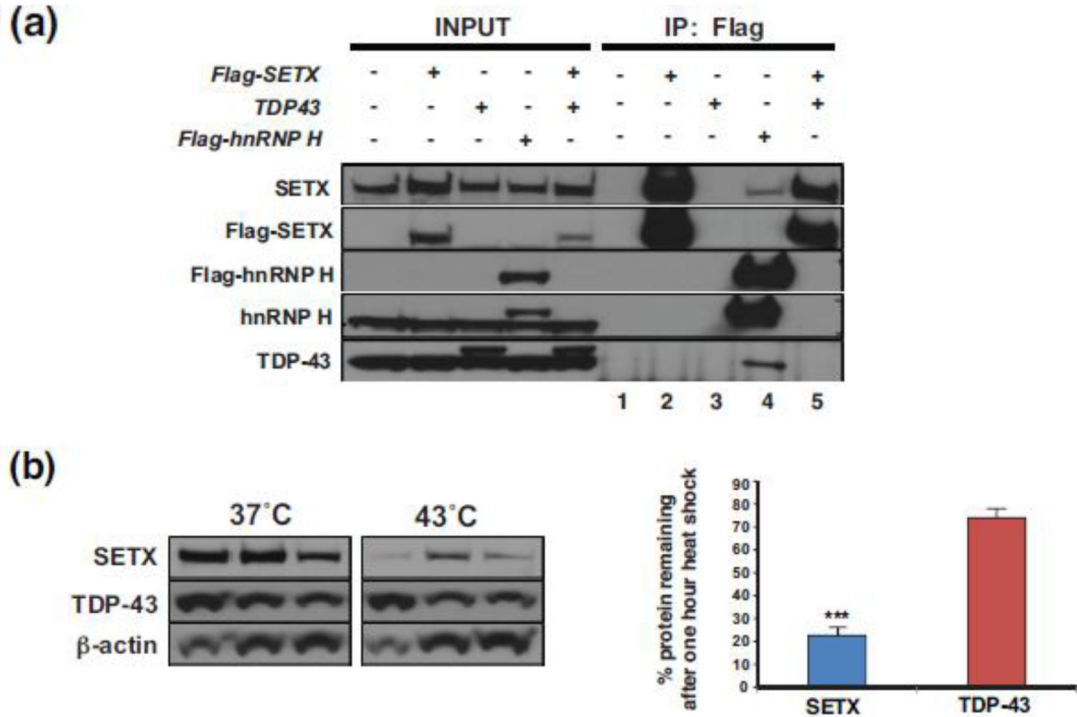 (a)
INPUT IP: Flag
Flag-SETX - + - - + - + - - +
TDP43 - - + - + - - + - +
Flag-hnRNP H - - - + - - - - + -
SETX
Flag-SETX
Flag-hnRNP H
hnRNP H
TDP-43
1 2 3 4 5
(b)
37°C 43°C
SETX
TDP-43
β-actin
% protein remaining
after one hour heat shock
90
80
70
60
50
40
30
20
10
0
***
SETX TDP-43